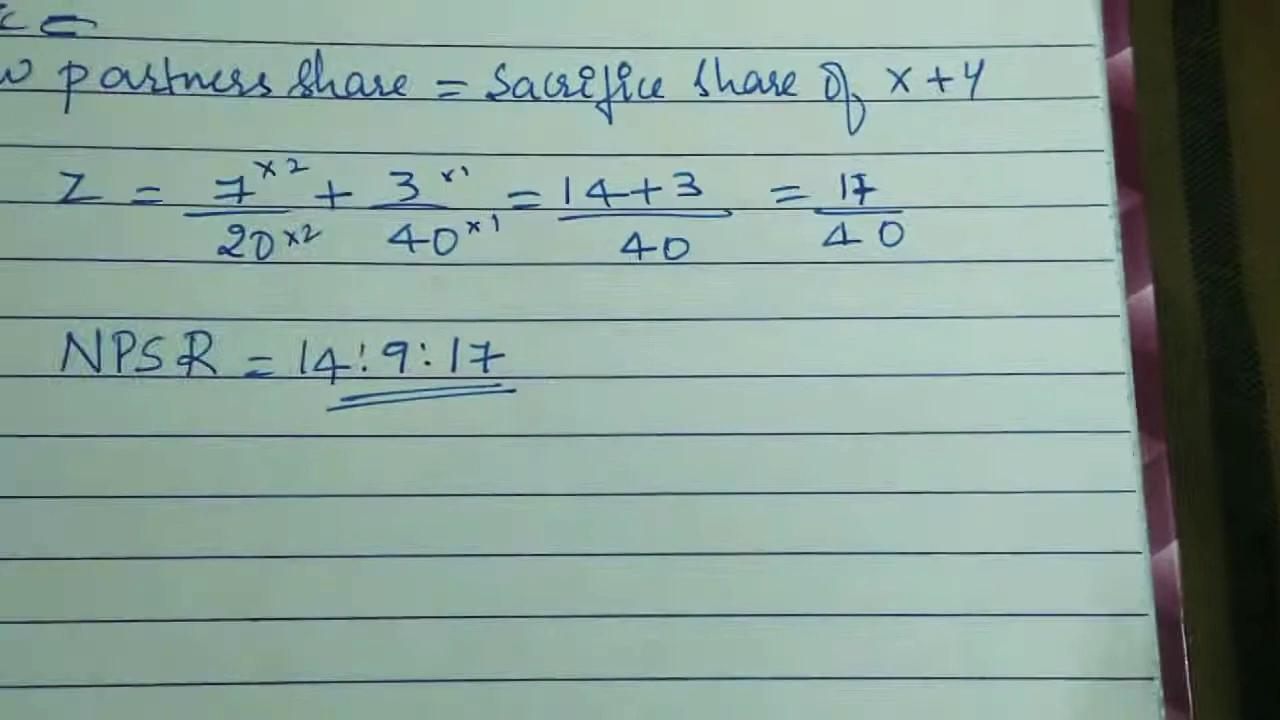 partners share = Sacrifice share of x + y
Z = 7×2/20×2 + 3×1/40×1 = 14+3/40 = 17/40
NPSR = 14:9:17